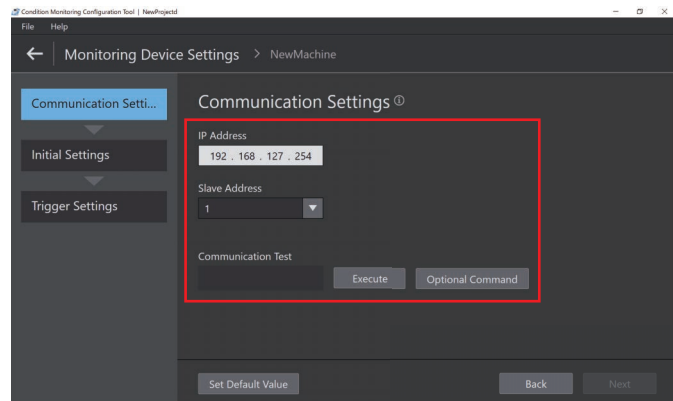 Condition Monitoring Configuration Tool | NewProjectd
File Help
Monitoring Device Settings > NewMachine
Communication Setti...
Initial Settings
Trigger Settings
Communication Settings
IP Address
192 . 168 . 127 . 254
Slave Address
1
Communication Test
Execute Optional Command
Set Default Value Back Next